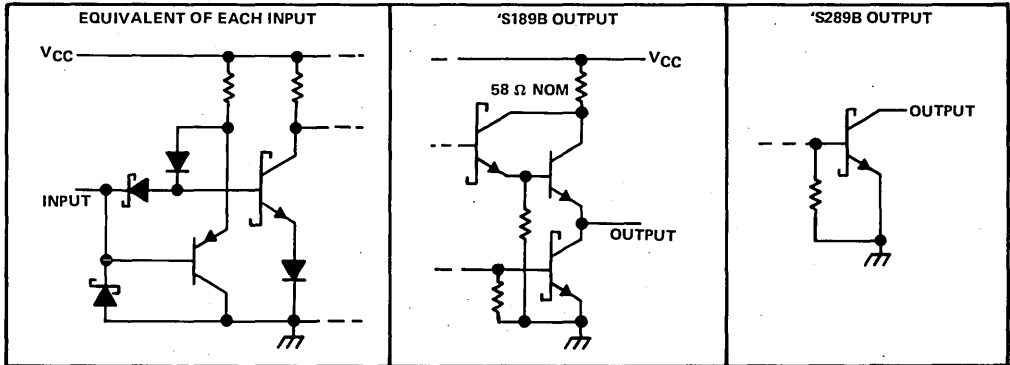 EQUIVALENT OF EACH INPUT
VCC
INPUT
'S189B OUTPUT
VCC
58 Ω NOM
OUTPUT
'S289B OUTPUT
OUTPUT